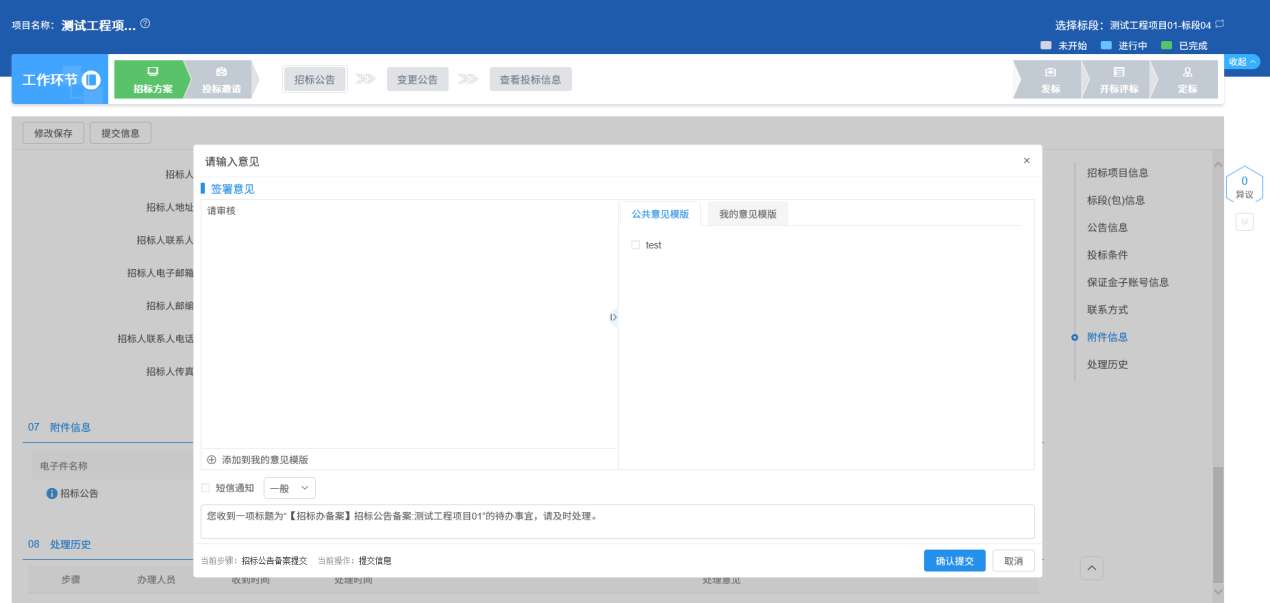 项目名称： 测试工程项... ?
选择标段： 测试工程项目01-标段04
未开始 进行中 已完成
收起
工作环节
招标方案
投标邀请
招标公告
变更公告
查看投标信息
发标
开标评标
定标
修改保存
提交信息
招标人
招标人地址
招标人联系人
招标人电子邮箱
招标人邮编
招标人联系人电话
招标人传真
07 附件信息
电子件名称
招标公告
08 处理历史
步骤 办理人员 收到时间 处理时间 处理意见
请输入意见 ×
签署意见
请审核
公共意见模版 我的意见模版
test
添加到我的意见模版
短信通知 一般
您收到一项标题为“【招标办备案】招标公告备案:测试工程项目01”的待办事宜，请及时处理。
当前步骤： 招标公告备案提交 当前操作： 提交信息
确认提交 取消
招标项目信息
标段(包)信息
公告信息
投标条件
保证金子账号信息
联系方式
附件信息
处理历史
0
异议